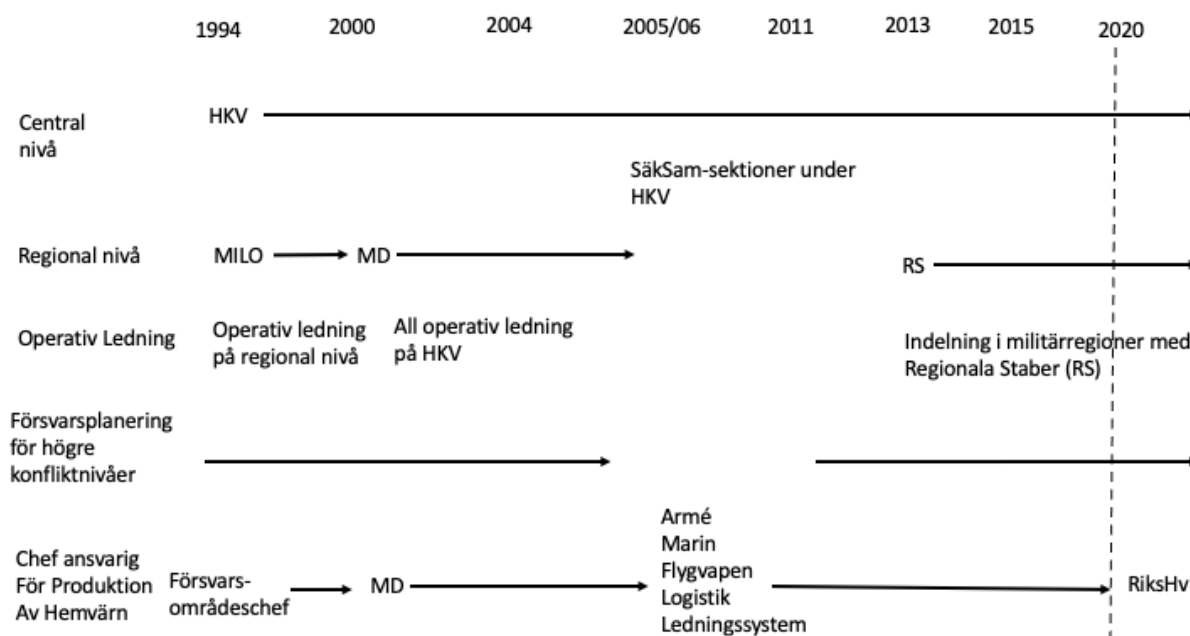 1994 2000 2004 2005/06 2011 2013 2015 2020
Central
nivå
HKV
SäkSam-sektioner under
HKV
Regional nivå
MILO
MD
RS
Operativ Ledning
Operativ ledning
på regional nivå
All operativ ledning
på HKV
Indelning i militärregioner med
Regionala Staber (RS)
Försvarsplanering
för högre
konfliktnivåer
Chef ansvarig
För Produktion
Av Hemvärn
Försvars-
områdeschef
MD
Armé
Marin
Flygvapen
Logistik
Ledningssystem
RiksHv